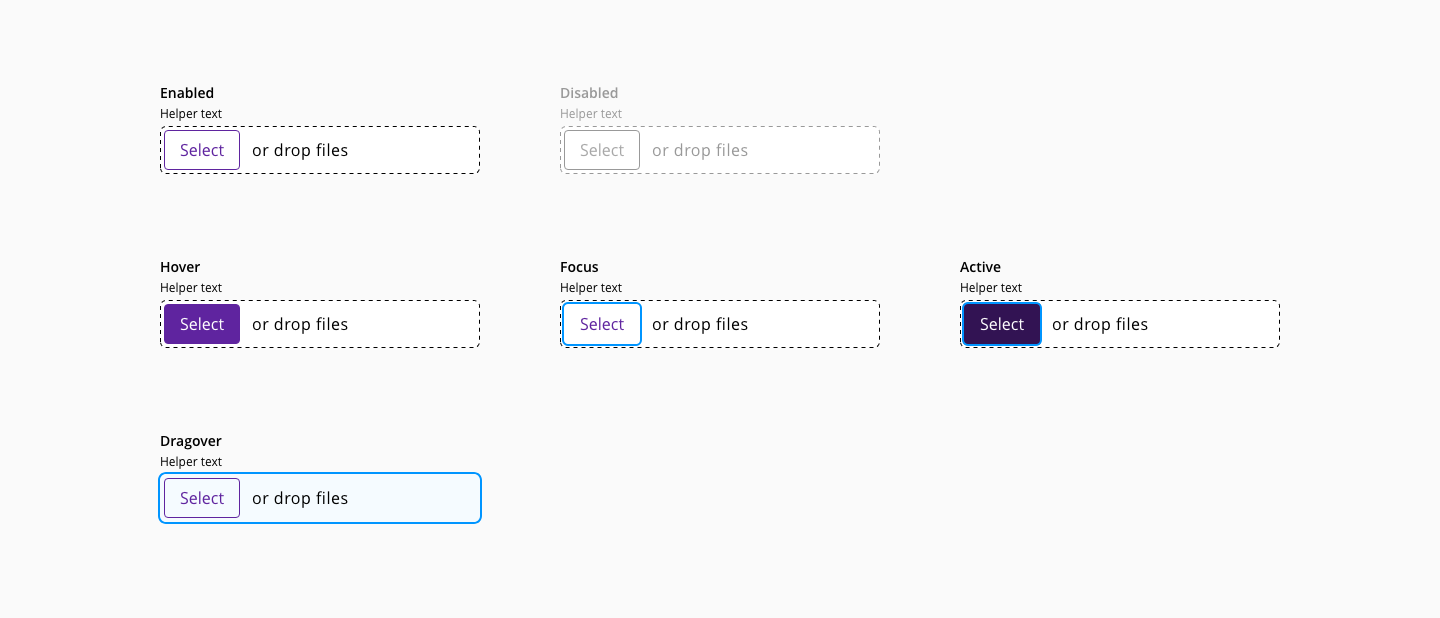 Enabled
Helper text
Select or drop files
Disabled
Helper text
Select or drop files
Hover
Helper text
Select or drop files
Focus
Helper text
Select or drop files
Active
Helper text
Select or drop files
Dragover
Helper text
Select or drop files